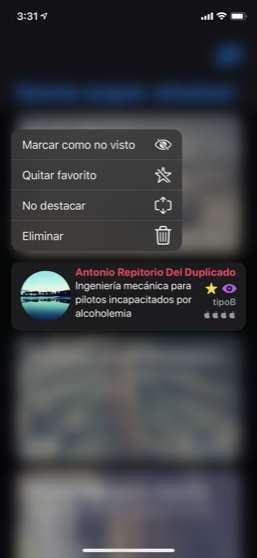 3:31
Marcar como no visto
Quitar favorito
No destacar
Eliminar
Antonio Repitorio Del Duplicado
Ingeniería mecánica para
pilotos incapacitados por
alcoholemia
tipoB